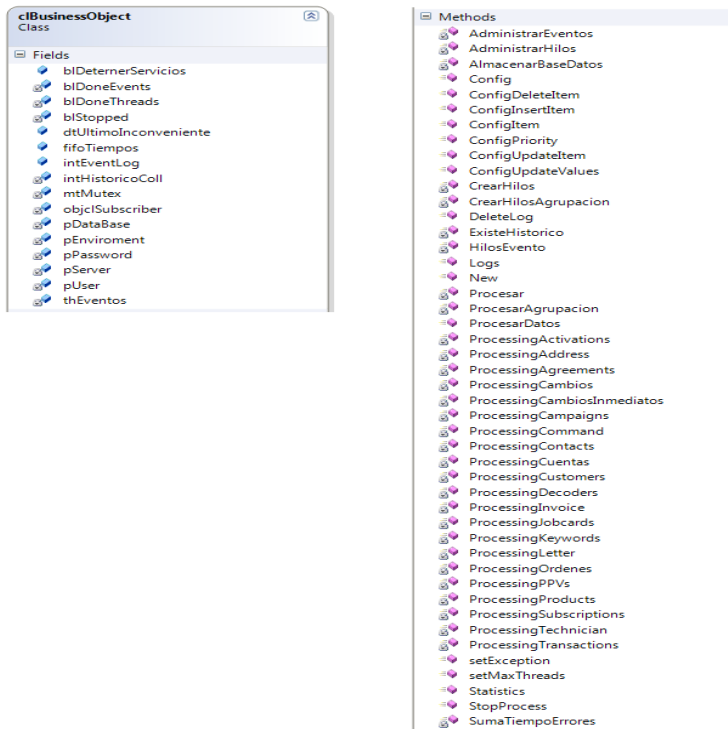 clBusinessObject
Class
Fields
blDeternerServicios
blDoneEvents
blDoneThreads
blStopped
dtUltimoInconveniente
fifoTiempos
intEventLog
intHistoricoColl
mtMutex
objclSubscriber
pDataBase
pEnviroment
pPassword
pServer
pUser
thEventos
Methods
AdministrarEventos
AdministrarHilos
AlmacenarBaseDatos
Config
ConfigDeleteItem
ConfigInsertItem
ConfigItem
ConfigPriority
ConfigUpdateItem
ConfigUpdateValues
CrearHilos
CrearHilosAgrupacion
DeleteLog
ExisteHistorico
HilosEvento
Logs
New
Procesar
ProcesarAgrupacion
ProcesarDatos
ProcessingActivations
ProcessingAddress
ProcessingAgreements
ProcessingCambios
ProcessingCambiosInmediatos
ProcessingCampaigns
ProcessingCommand
ProcessingContacts
ProcessingCuentas
ProcessingCustomers
ProcessingDecoders
ProcessingInvoice
ProcessingJobcards
ProcessingKeywords
ProcessingLetter
ProcessingOrdenes
ProcessingPPVs
ProcessingProducts
ProcessingSubscriptions
ProcessingTechnician
ProcessingTransactions
setException
setMaxThreads
Statistics
StopProcess
SumaTiempoErrores